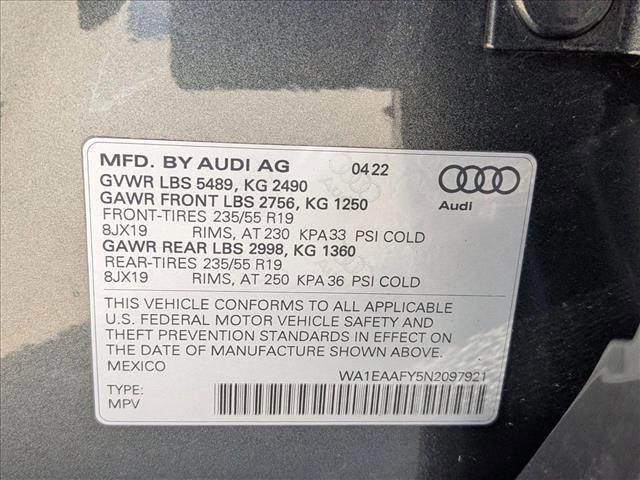 MFD. BY AUDI AG 04 22
GVWR LBS 5489, KG 2490
GAWR FRONT LBS 2756, KG 1250
FRONT-TIRES 235/55 R19
8JX19 RIMS, AT 230 KPA 33 PSI COLD
GAWR REAR LBS 2998, KG 1360
REAR-TIRES 235/55 R19
8JX19 RIMS, AT 250 KPA 36 PSI COLD
Audi
THIS VEHICLE CONFORMS TO ALL APPLICABLE
U.S. FEDERAL MOTOR VEHICLE SAFETY AND
THEFT PREVENTION STANDARDS IN EFFECT ON
THE DATE OF MANUFACTURE SHOWN ABOVE.
MEXICO
WA1EAAFY5N2097921
TYPE:
MPV